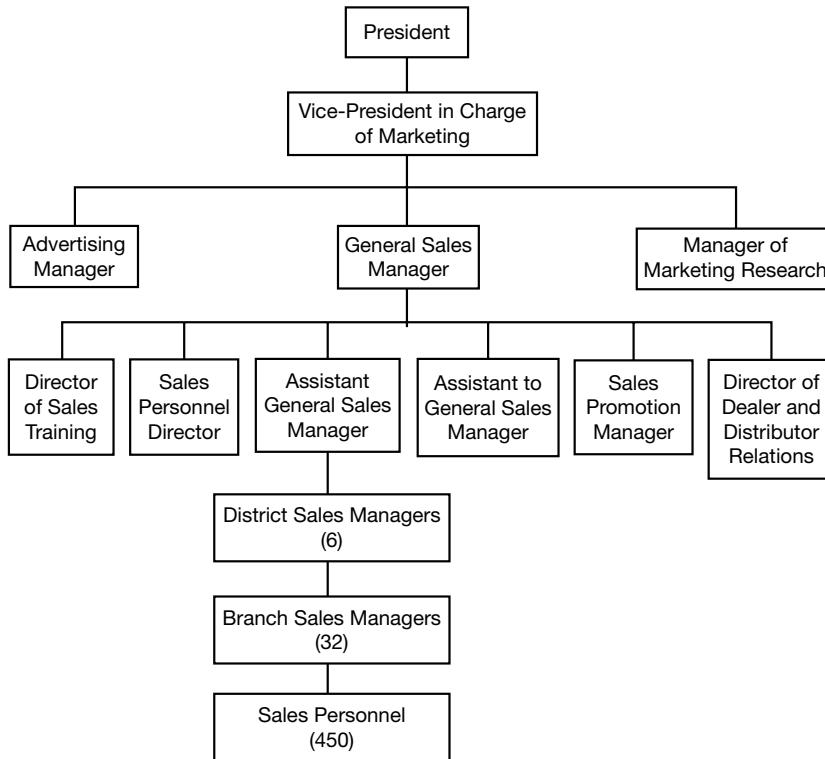 President
Vice-President in Charge
of Marketing
Advertising
Manager
General Sales
Manager
Manager of
Marketing Research
Director
of Sales
Training
Sales
Personnel
Director
Assistant
General Sales
Manager
Assistant to
General Sales
Manager
Sales
Promotion
Manager
Director of
Dealer and
Distributor
Relations
District Sales Managers
(6)
Branch Sales Managers
(32)
Sales Personnel
(450)